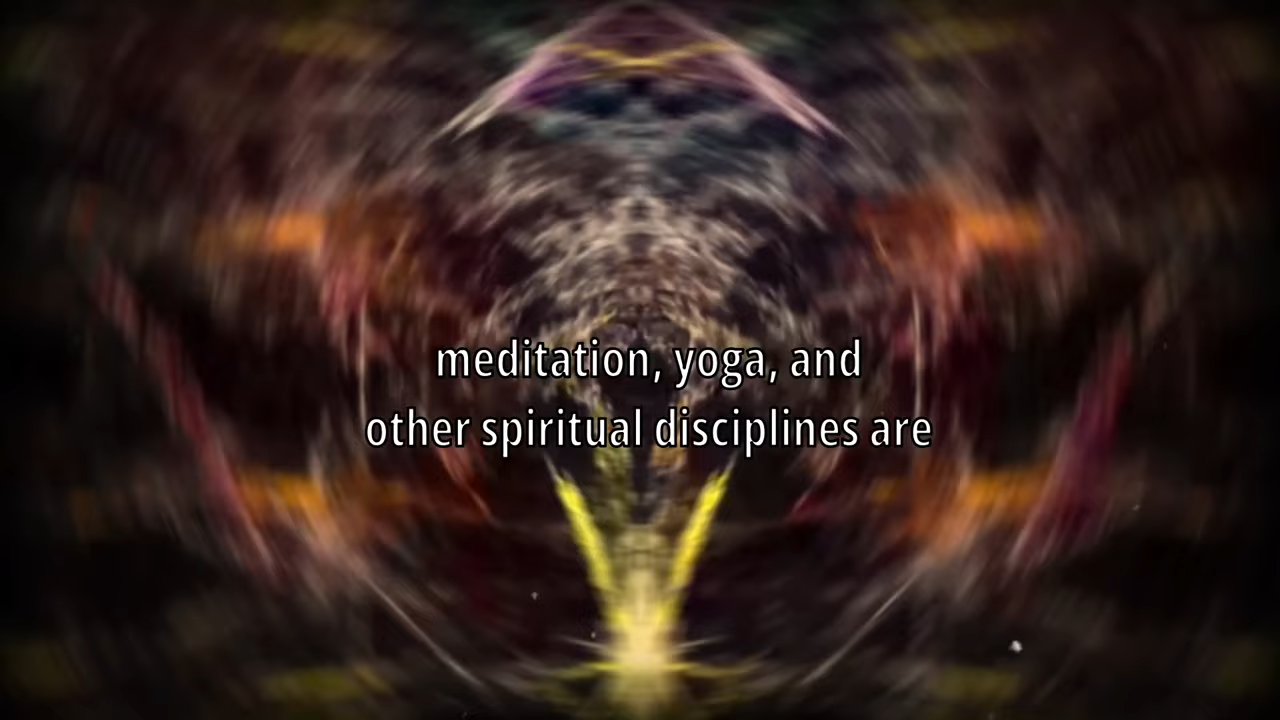 meditation, yoga, and
other spiritual disciplines are